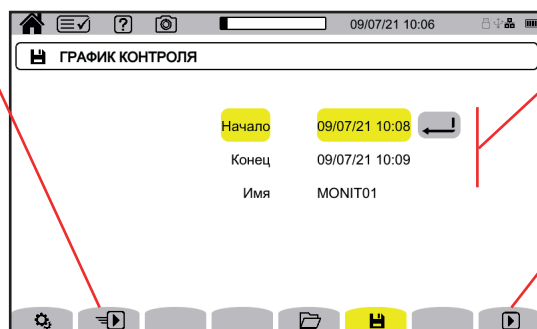 ?
09/07/21 10:06
ГРАФИК КОНТРОЛЯ
Начало 09/07/21 10:08
Конец 09/07/21 10:09
Имя MONIT01